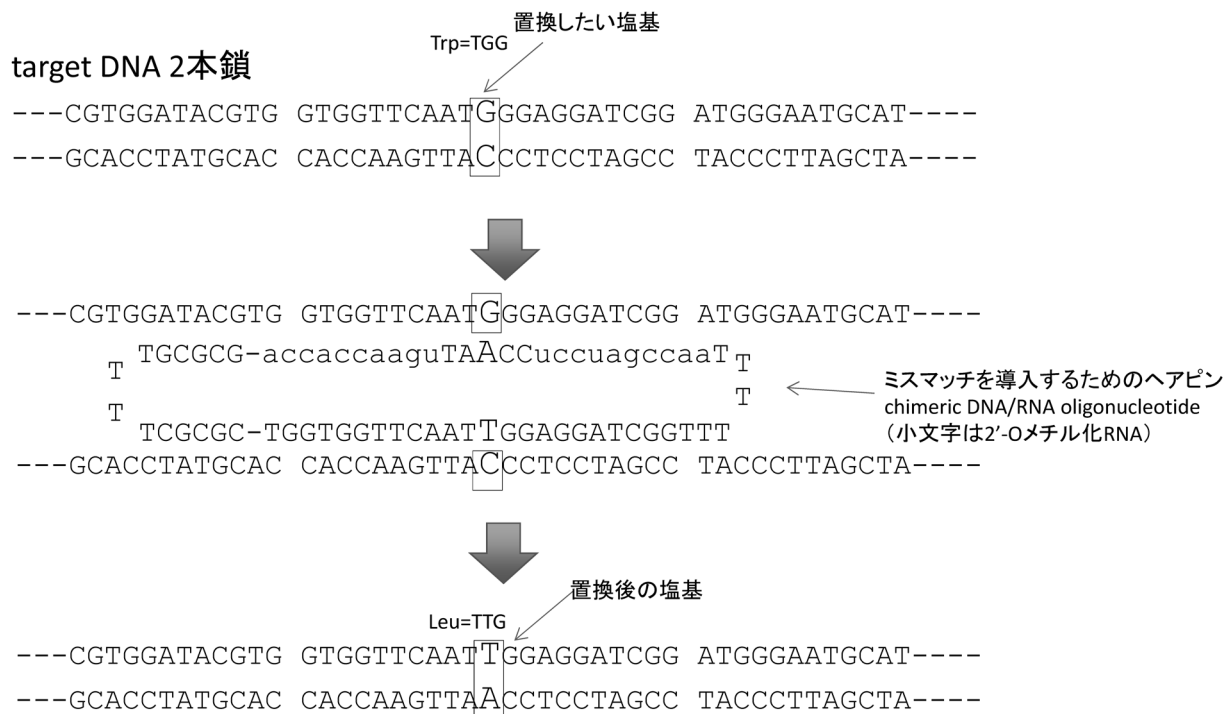 置換したい塩基
Trp=TGG
target DNA 2本鎖
---CGTGGATACGTG GTGGTTCAATGGGAGGATCGG ATGGGAATGCAT----
---GCACCTATGCAC CACCAAGTTACCCTCCTAGCC TACCCTTAGCTA----
---CGTGGATACGTG GTGGTTCAATGGGAGGATCGG ATGGGAATGCAT----
TGCGCG-accaccaaguTAACCuccuagccaaT
T
T
T
T
ミスマッチを導入するためのヘアピン
chimeric DNA/RNA oligonucleotide
（小文字は2'-Oメチル化RNA）
TCGCGC-TGGTGGTTCAATTGGAGGATCGGTTT
---GCACCTATGCAC CACCAAGTTACCCTCCTAGCC TACCCTTAGCTA----
置換後の塩基
Leu=TTG
---CGTGGATACGTG GTGGTTCAATTGGAGGATCGG ATGGGAATGCAT----
---GCACCTATGCAC CACCAAGTTAACCTCCTAGCC TACCCTTAGCTA----